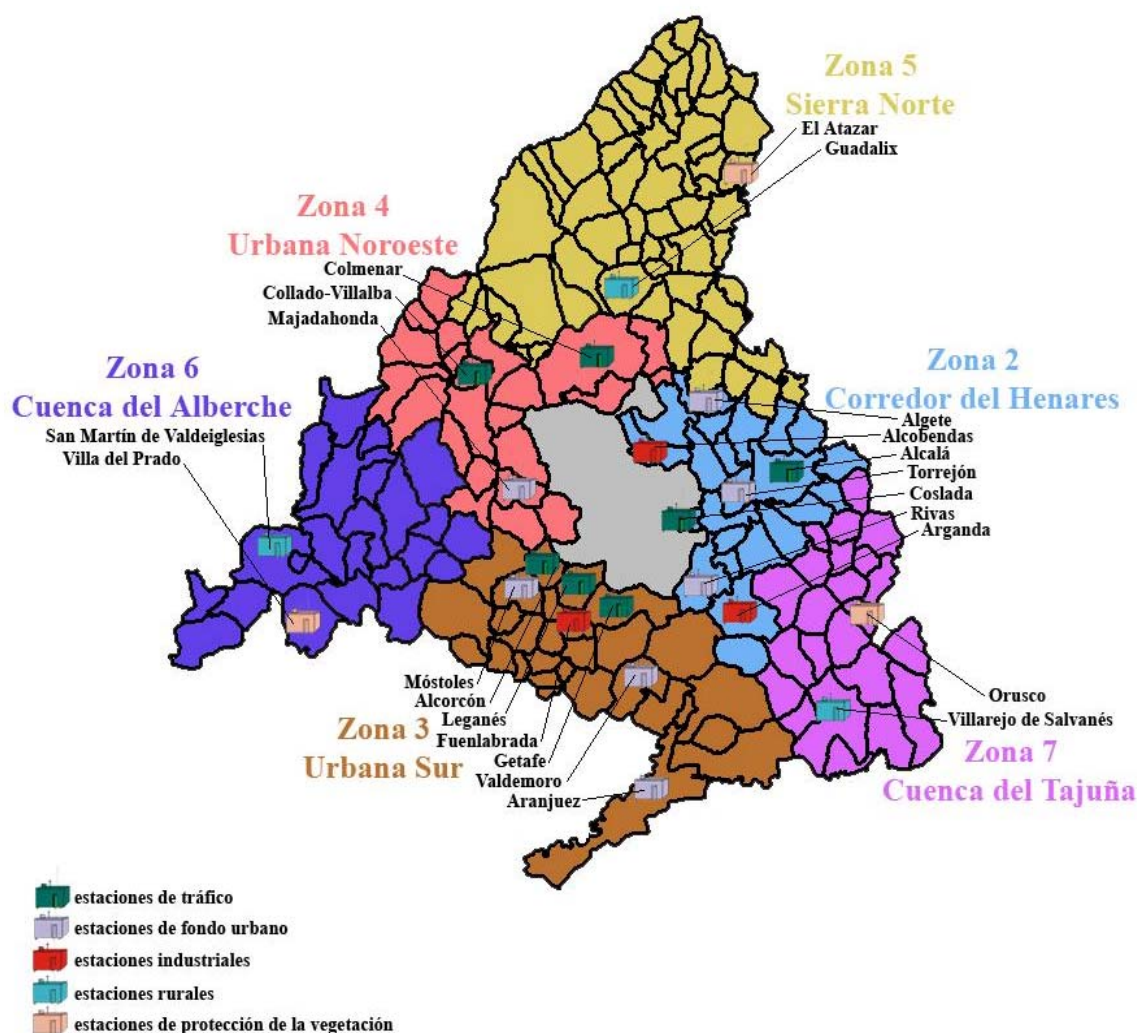 Zona 5
Sierra Norte
El Atazar
Guadalix
Zona 4
Urbana Noroeste
Colmenar
Collado-Villalba
Majadahonda
Zona 6
Cuenca del Alberche
San Martín de Valdeiglesias
Villa del Prado
Zona 2
Corredor del Henares
Algete
Alcobendas
Alcalá
Torrejón
Coslada
Rivas
Arganda
Móstoles
Alcorcón
Leganés
Fuenlabrada
Getafe
Valdemoro
Aranjuez
Zona 3
Urbana Sur
Orusco
Villarejo de Salvanés
Zona 7
Cuenca del Tajuña
estaciones de tráfico
estaciones de fondo urbano
estaciones industriales
estaciones rurales
estaciones de protección de la vegetación